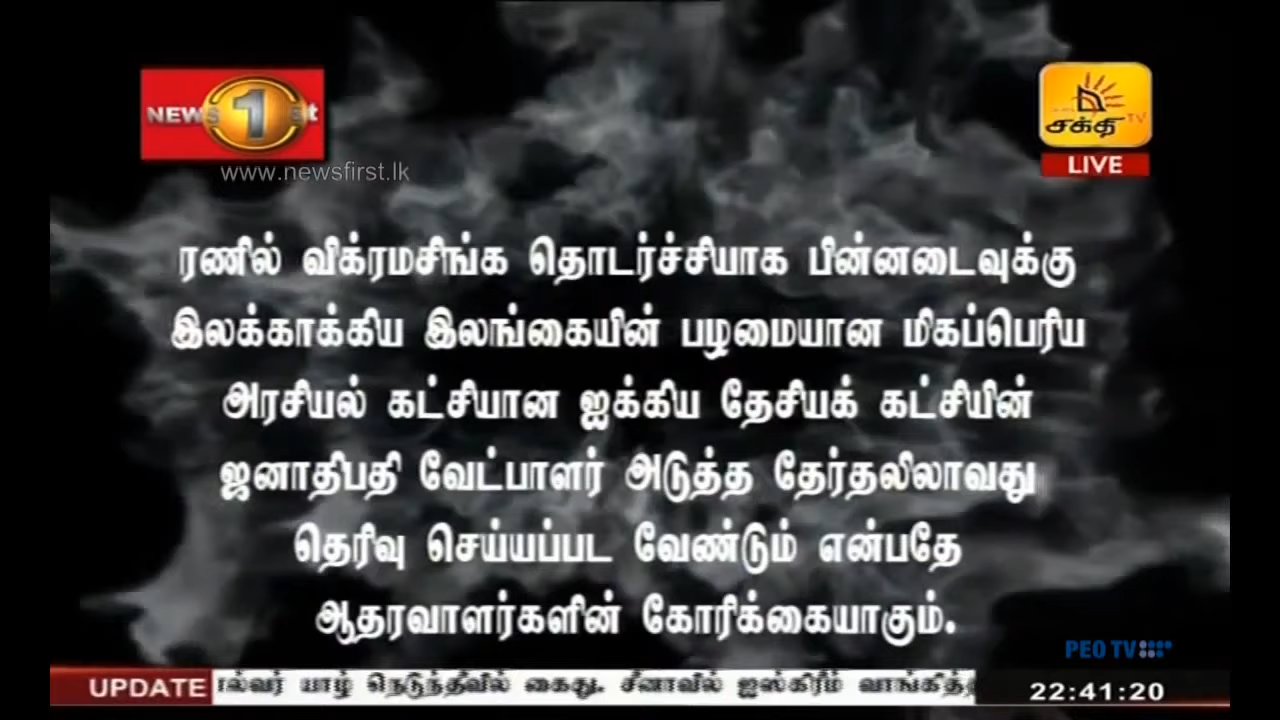 NEWS 1st
www.newsfirst.lk
சக்தி TV
LIVE
ரணில் விக்ரமசிங்க தொடர்ச்சியாக பின்னடைவுக்கு
இலக்காக்கிய இலங்கையின் பழமையான மிகப்பெரிய
அரசியல் கட்சியான ஐக்கிய தேசியக் கட்சியின்
ஜனாதிபதி வேட்பாளர் அடுத்த தேர்தலிலாவது
தெரிவு செய்யப்பட வேண்டும் என்பதே
ஆதரவாளர்களின் கோரிக்கையாகும்.
PEO TV
UPDATE
யாழ் நெடுந்தீவில் கைது. சீனாவில் ஐஸ்கிரீம்
22:41:20